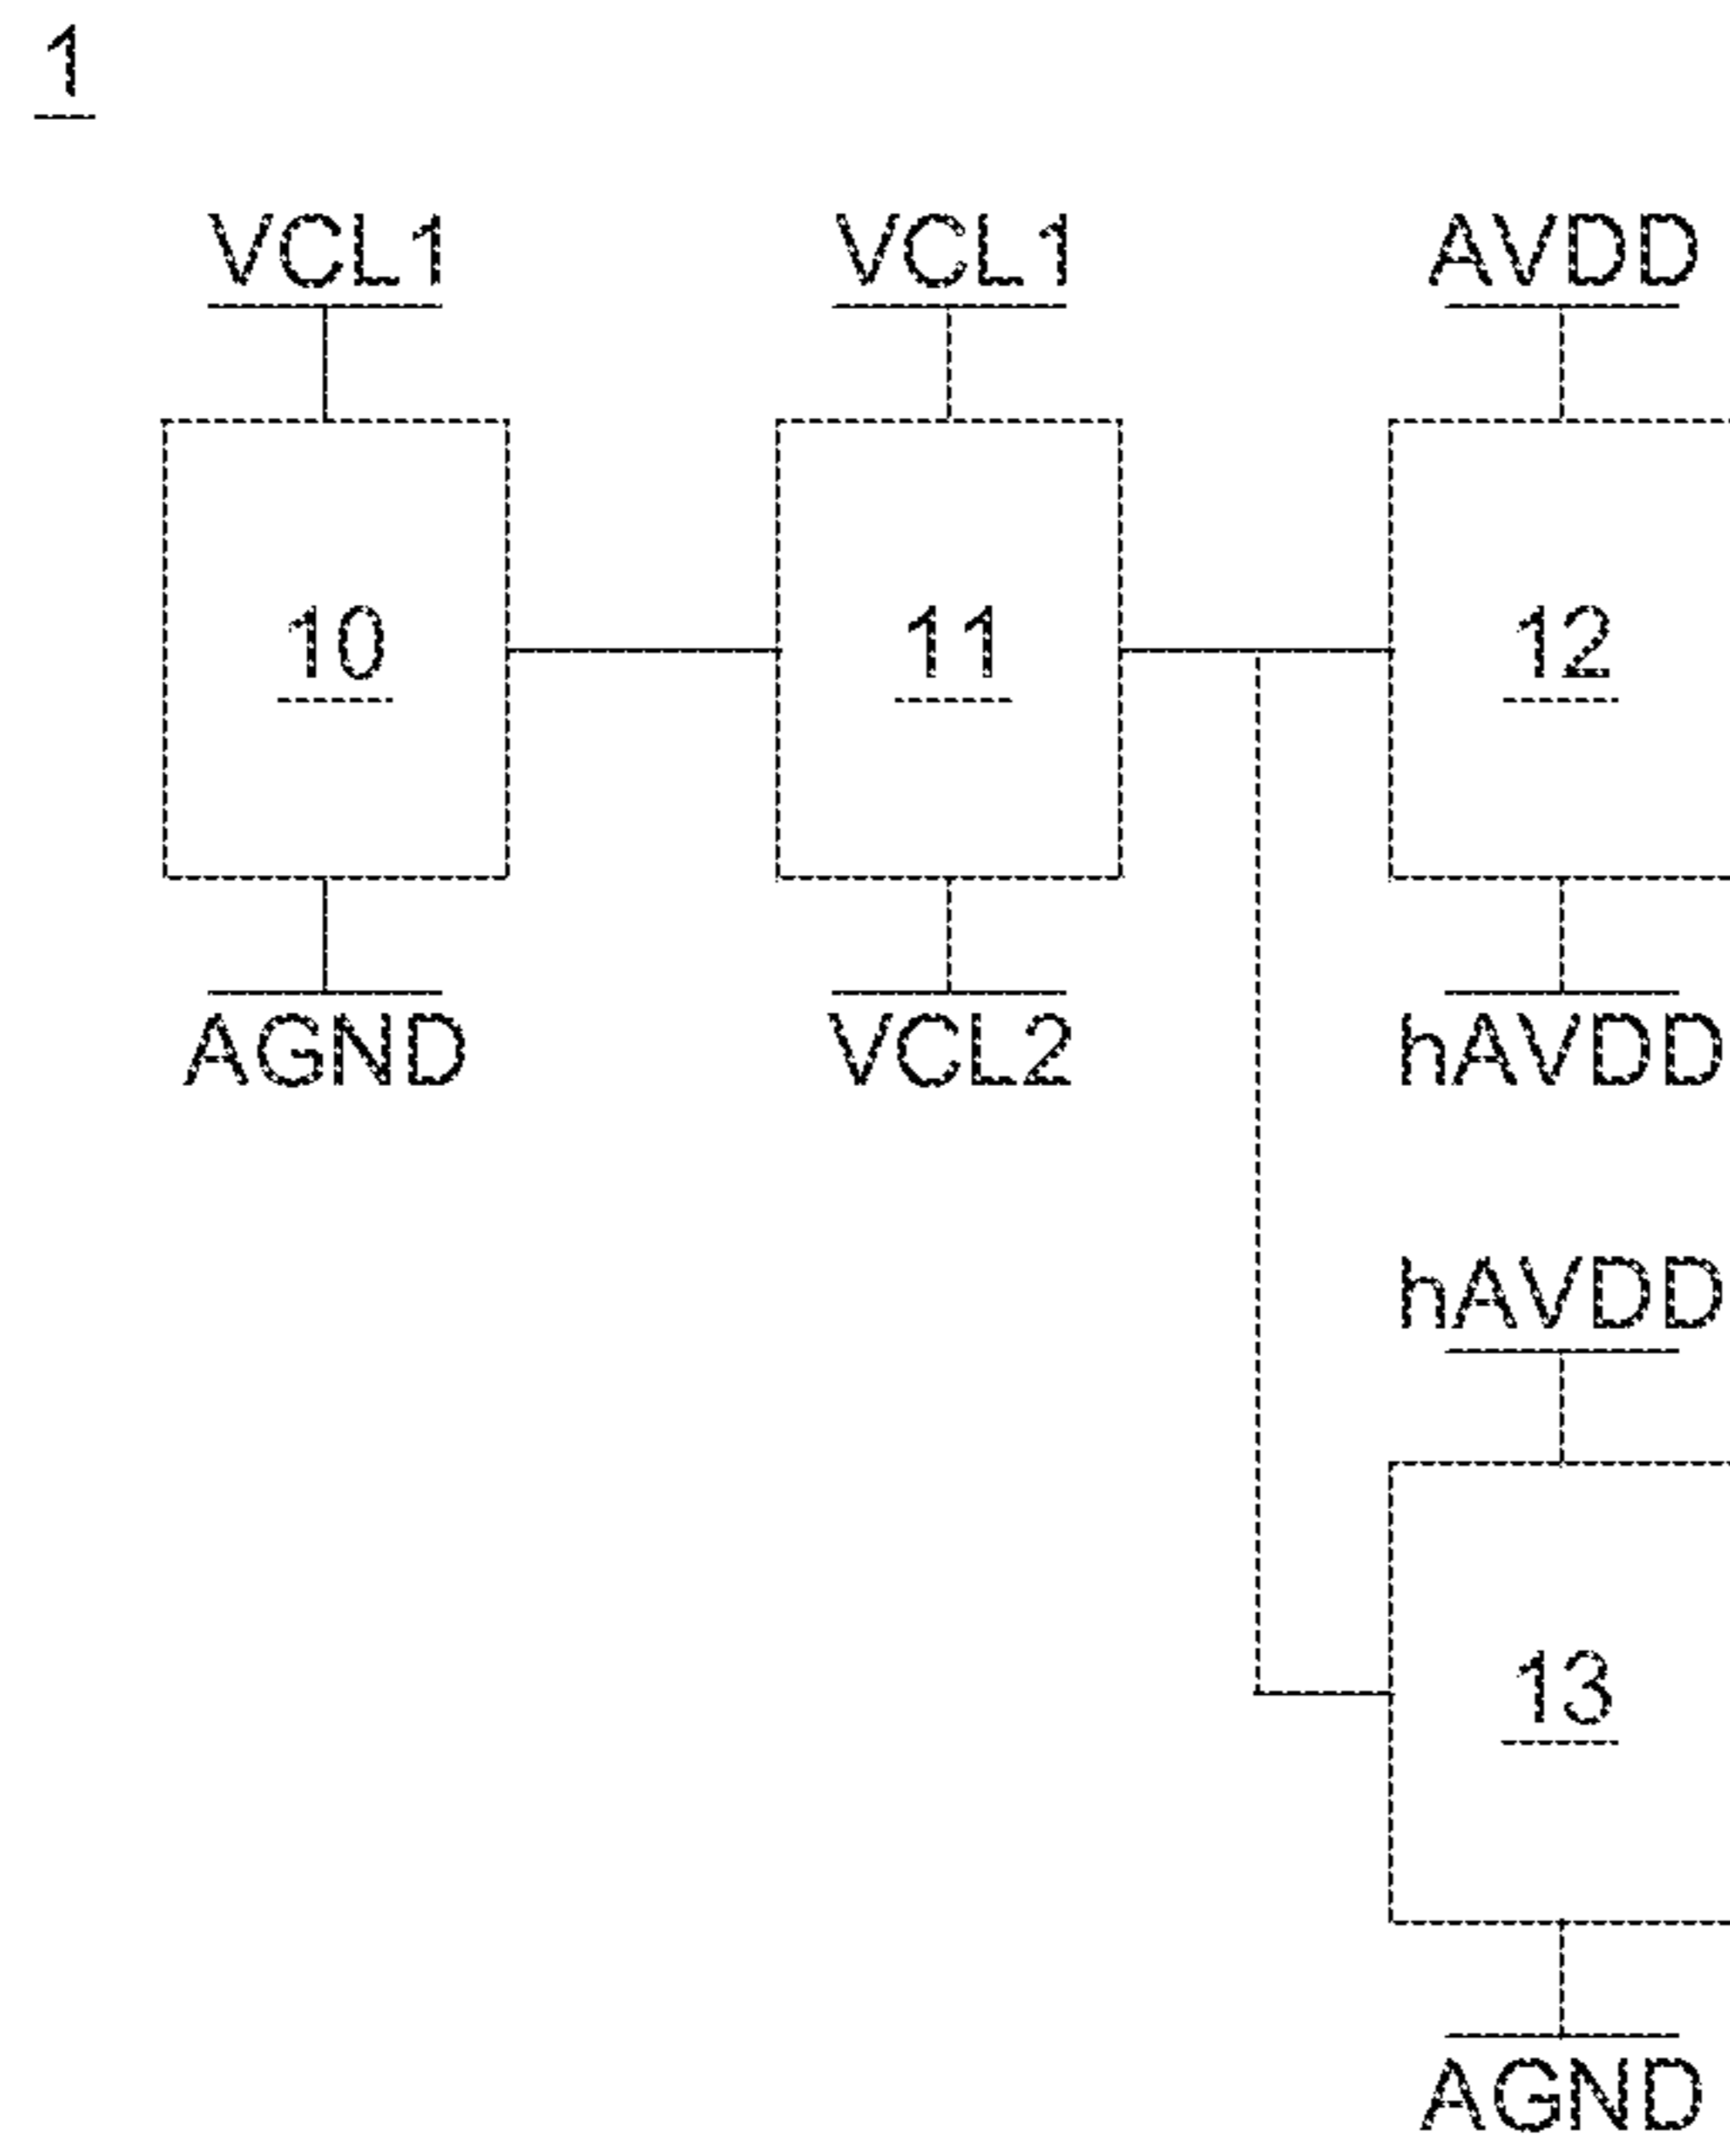 1
VCL1 VCL1 AVDD
10 11 12
AGND VCL2 hAVDD
hAVDD
13
AGND